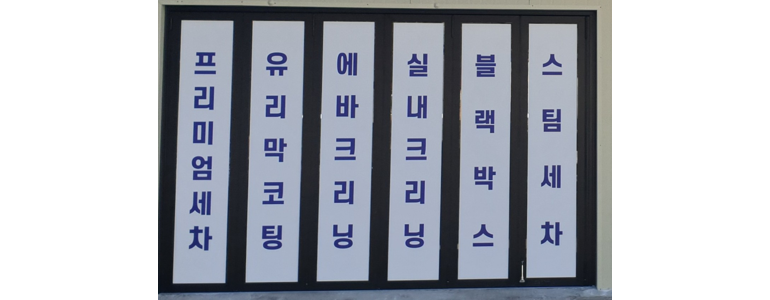 프리미엄세차
유리막코팅
에바크리닝
실내크리닝
블랙박스
스팀세차